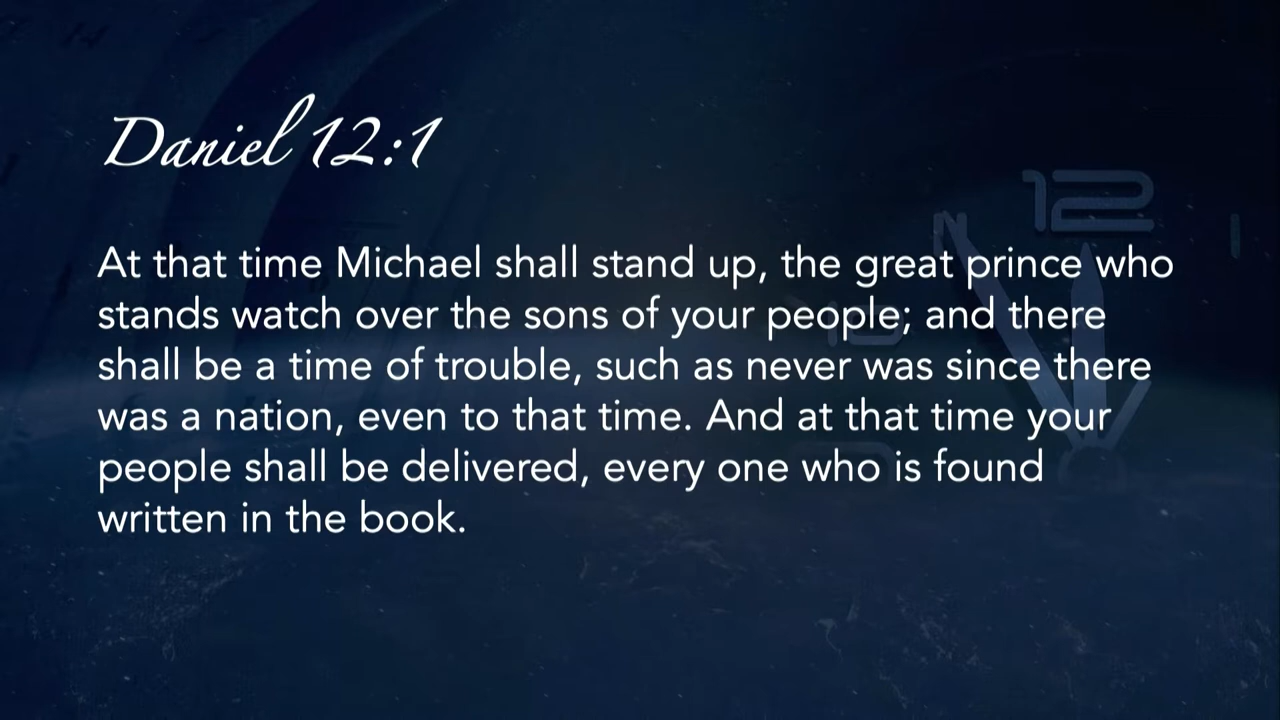 Daniel 12:1
12
At that time Michael shall stand up, the great prince who
stands watch over the sons of your people; and there
shall be a time of trouble, such as never was since there
was a nation, even to that time. And at that time your
people shall be delivered, every one who is found
written in the book.